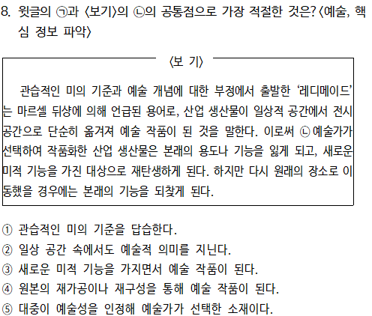 8. 윗글의 ㉠과 <보기>의 ㉡의 공통점으로 가장 적절한 것은?<예술, 핵
심 정보 파악>
<보 기>
관습적인 미의 기준과 예술 개념에 대한 부정에서 출발한 ‘레디메이드’
는 마르셀 뒤샹에 의해 언급된 용어로, 산업 생산물이 일상적 공간에서 전시
공간으로 단순히 옮겨져 예술 작품이 된 것을 말한다. 이로써 ㉡예술가가
선택하여 작품화한 산업 생산물은 본래의 용도나 기능을 잃게 되고, 새로운
미적 기능을 가진 대상으로 재탄생하게 된다. 하지만 다시 원래의 장소로 이
동했을 경우에는 본래의 기능을 되찾게 된다.
① 관습적인 미의 기준을 답습한다.
② 일상 공간 속에서도 예술적 의미를 지닌다.
③ 새로운 미적 기능을 가지면서 예술 작품이 된다.
④ 원본의 재가공이나 재구성을 통해 예술 작품이 된다.
⑤ 대중이 예술성을 인정해 예술가가 선택한 소재이다.